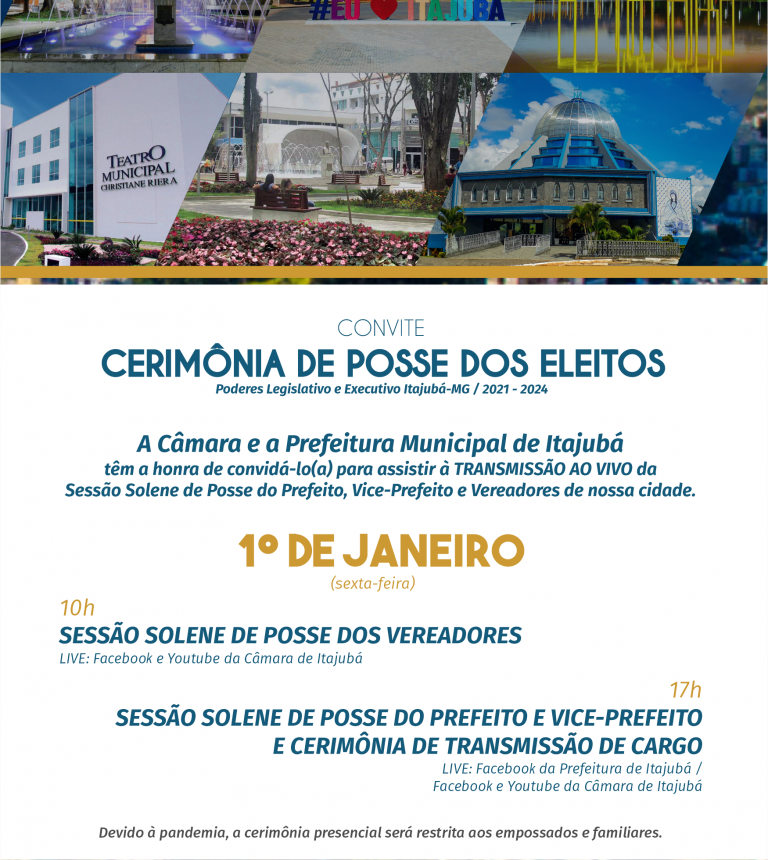 #EU ITAJUBÁ
TEATRO
MUNICIPAL
CHRISTIANE RIERA
CONVITE
CERIMÔNIA DE POSSE DOS ELEITOS
Poderes Legislativo e Executivo Itajubá-MG / 2021 - 2024
A Câmara e a Prefeitura Municipal de Itajubá
têm a honra de convidá-lo(a) para assistir à TRANSMISSÃO AO VIVO da
Sessão Solene de Posse do Prefeito, Vice-Prefeito e Vereadores de nossa cidade.
1º DE JANEIRO
(sexta-feira)
10h
SESSÃO SOLENE DE POSSE DOS VEREADORES
LIVE: Facebook e Youtube da Câmara de Itajubá
17h
SESSÃO SOLENE DE POSSE DO PREFEITO E VICE-PREFEITO
E CERIMÔNIA DE TRANSMISSÃO DE CARGO
LIVE: Facebook da Prefeitura de Itajubá /
Facebook e Youtube da Câmara de Itajubá
Devido à pandemia, a cerimônia presencial será restrita aos empossados e familiares.